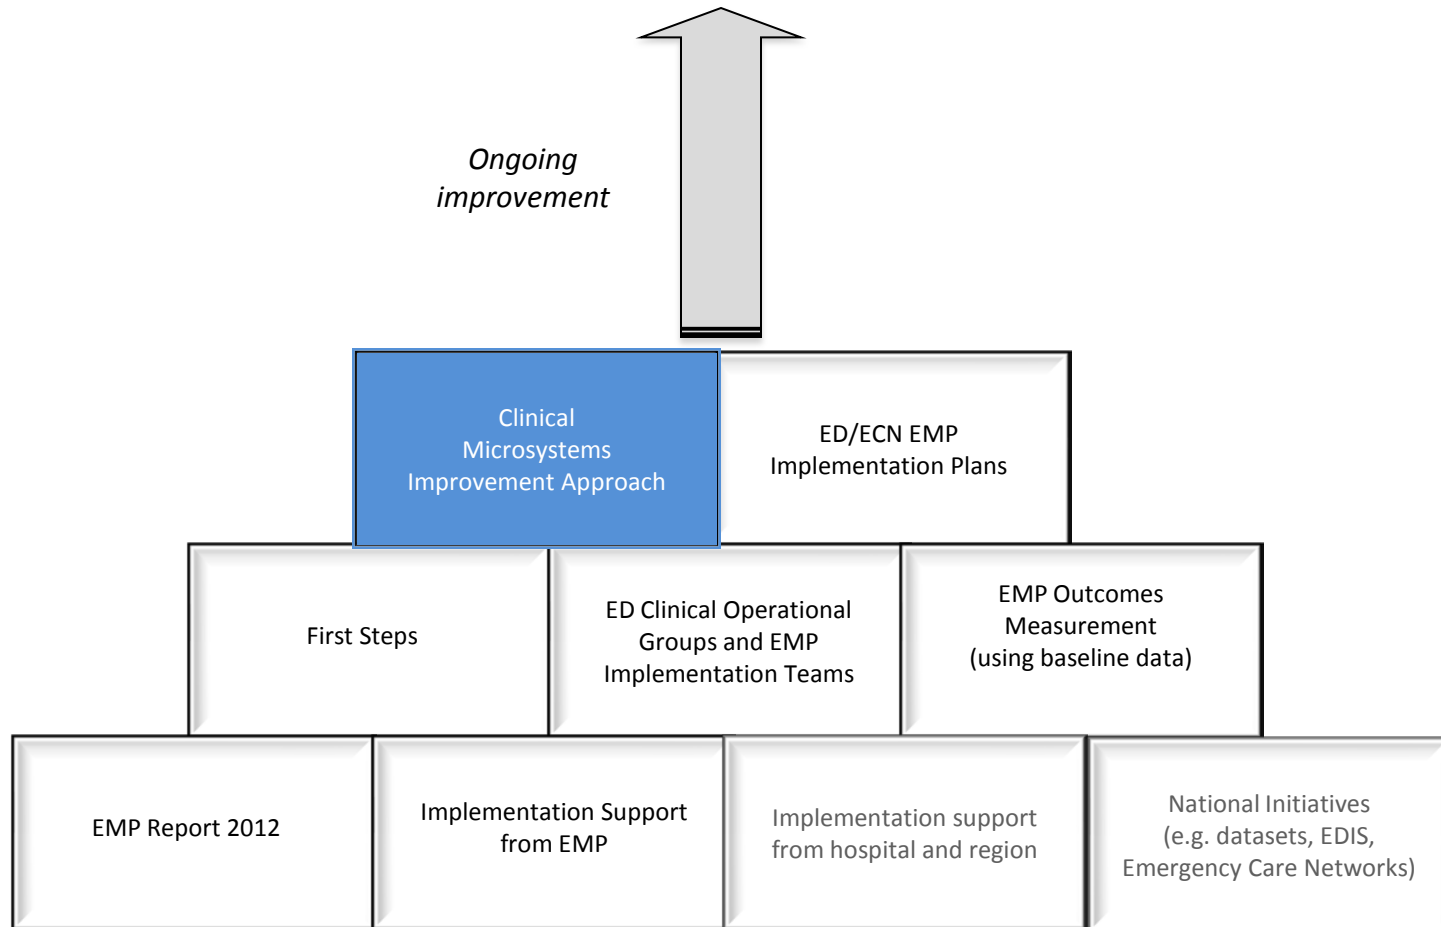 Ongoing
improvement
Clinical
Microsystems
Improvement Approach
ED/ECN EMP
Implementation Plans
First Steps
ED Clinical Operational
Groups and EMP
Implementation Teams
EMP Outcomes
Measurement
(using baseline data)
EMP Report 2012
Implementation Support
from EMP
Implementation support
from hospital and region
National Initiatives
(e.g. datasets, EDIS,
Emergency Care Networks)